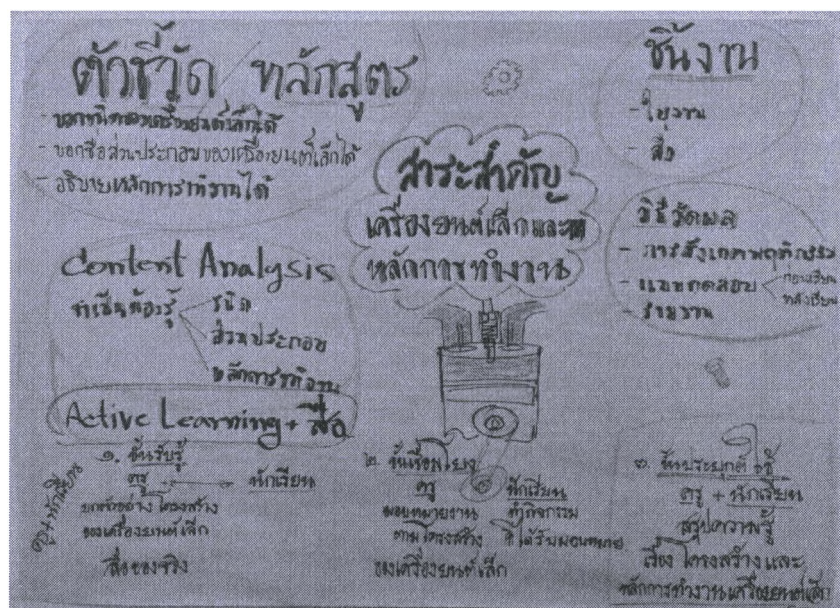 ตัวชี้วัด / หลักสูตร
- บอกชนิดของเครื่องยนต์เล็กได้
- บอกชื่อส่วนประกอบของเครื่องยนต์เล็กได้
- อธิบายหลักการทำงานได้
ชิ้นงาน
- ใบงาน
- สื่อ
สาระสำคัญ
เครื่องยนต์เล็กและ
หลักการทำงาน
วิธีวัดผล
- การสังเกตพฤติกรรม
- แบบทดสอบ
ก่อนเรียน
หลังเรียน
- รายงาน
Content Analysis
จำเป็นต้องรู้
ชนิด
ส่วนประกอบ
หลักการทำงาน
Active Learning + สื่อ
ครู+นักเรียน
๑. ขั้นรับรู้
ครู
นักเรียน
ยกตัวอย่างโครงสร้าง
ของเครื่องยนต์เล็ก
สื่อของจริง
๒. ขั้นเชื่อมโยง
ครู
นักเรียน
มอบหมายงาน
ทำกิจกรรม
ตามโครงสร้าง
ที่ได้รับมอบหมาย
ของเครื่องยนต์เล็ก
๓. ขั้นประยุกต์ใช้
ครู + นักเรียน
สรุปความรู้
เรื่อง โครงสร้างและ
หลักการทำงานเครื่องยนต์เล็ก